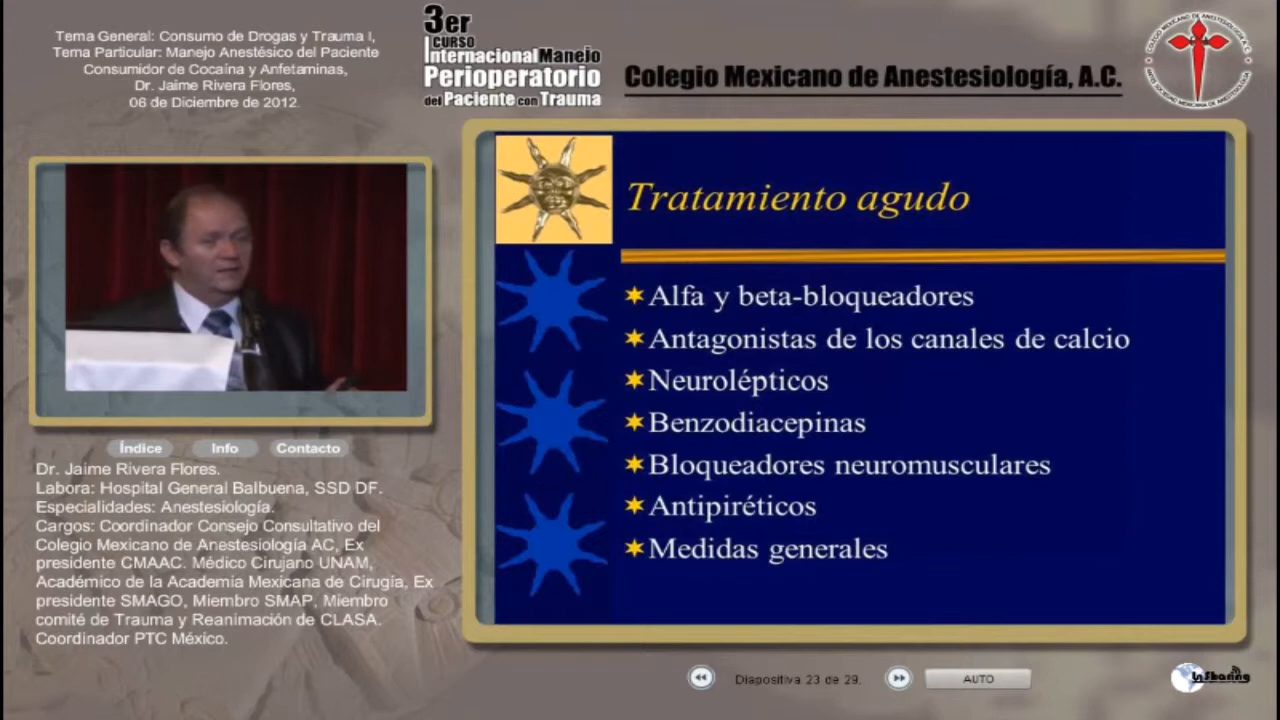 Tema General: Consumo de Drogas y Trauma I,
Tema Particular: Manejo Anestésico del Paciente
Consumidor de Cocaína y Anfetaminas,
Dr. Jaime Rivera Flores,
06 de Diciembre de 2012.
3er
CURSO
Internacional Manejo
Perioperatorio
del Paciente con Trauma
Colegio Mexicano de Anestesiología, A.C.
Tratamiento agudo
Alfa y beta-bloqueadores
Antagonistas de los canales de calcio
Neurolépticos
Benzodiacepinas
Bloqueadores neuromusculares
Antipiréticos
Medidas generales
Índice Info Contacto
Dr. Jaime Rivera Flores.
Labora: Hospital General Balbuena, SSD DF.
Especialidades: Anestesiología.
Cargos: Coordinador Consejo Consultativo del
Colegio Mexicano de Anestesiología AC, Ex
presidente CMAAC. Médico Cirujano UNAM,
Académico de la Academia Mexicana de Cirugía, Ex
presidente SMAGO, Miembro SMAP, Miembro
comité de Trauma y Reanimación de CLASA.
Coordinador PTC México.
Diapositiva 23 de 29.
AUTO
InSharing